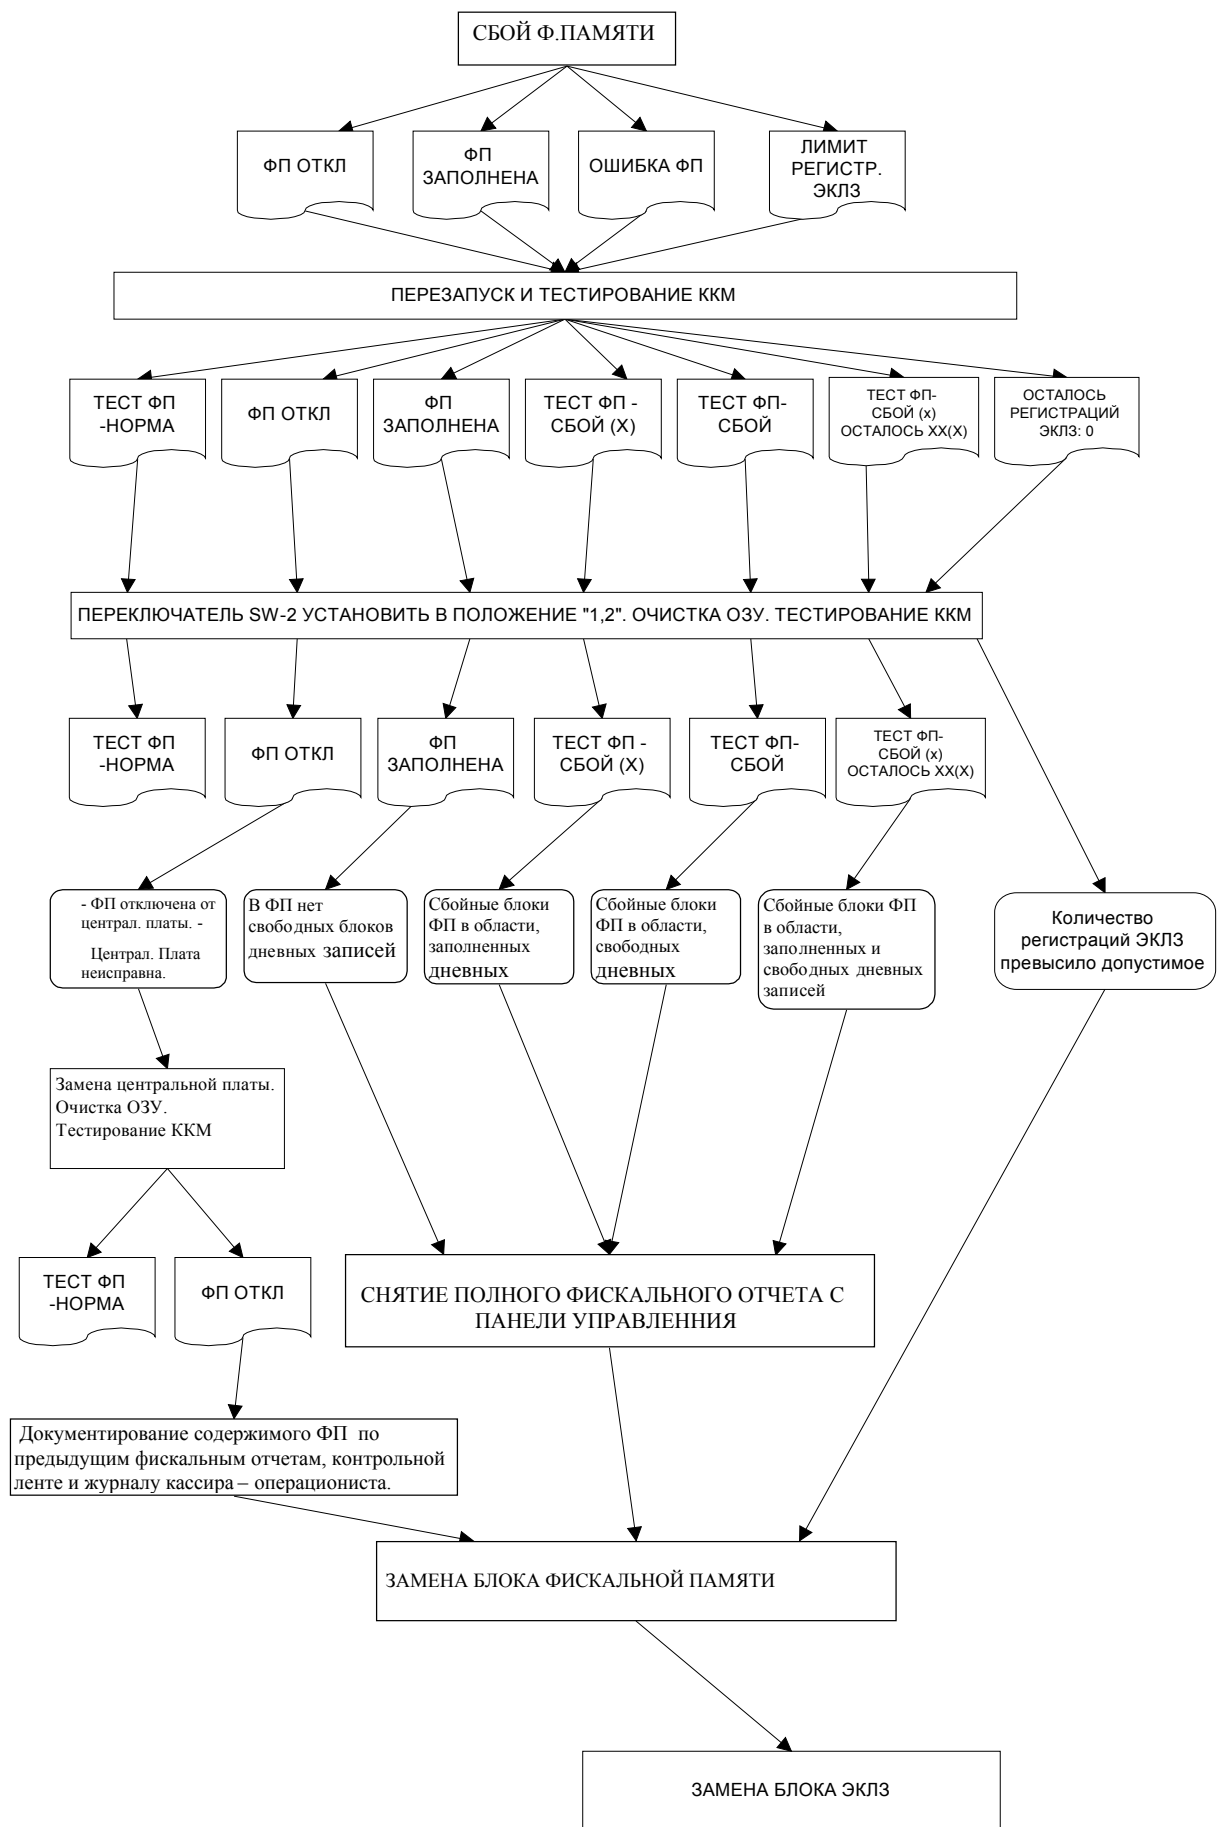 СБОЙ Ф.ПАМЯТИ
ФП ОТКЛ
ФП
ЗАПОЛНЕНА
ОШИБКА ФП
ЛИМИТ
РЕГИСТР.
ЭКЛЗ
ПЕРЕЗАПУСК И ТЕСТИРОВАНИЕ ККМ
ТЕСТ ФП
-НОРМА
ФП ОТКЛ
ФП
ЗАПОЛНЕНА
ТЕСТ ФП -
СБОЙ (X)
ТЕСТ ФП-
СБОЙ
ТЕСТ ФП-
СБОЙ (x)
ОСТАЛОСЬ XX(X)
ОСТАЛОСЬ
РЕГИСТРАЦИЙ
ЭКЛЗ: 0
ПЕРЕКЛЮЧАТЕЛЬ SW-2 УСТАНОВИТЬ В ПОЛОЖЕНИЕ "1,2". ОЧИСТКА ОЗУ. ТЕСТИРОВАНИЕ ККМ
ТЕСТ ФП
-НОРМА
ФП ОТКЛ
ФП
ЗАПОЛНЕНА
ТЕСТ ФП -
СБОЙ (X)
ТЕСТ ФП-
СБОЙ
ТЕСТ ФП-
СБОЙ (x)
ОСТАЛОСЬ XX(X)
- ФП отключена от
централ. платы. -
Централ. Плата
неисправна.
В ФП нет
свободных блоков
дневных записей
Сбойные блоки
ФП в области,
заполненных
дневных
Сбойные блоки
ФП в области,
свободных
дневных
Сбойные блоки ФП
в области,
заполненных и
свободных дневных
записей
Количество
регистраций ЭКЛЗ
превысило допустимое
Замена центральной платы.
Очистка ОЗУ.
Тестирование ККМ
ТЕСТ ФП
-НОРМА
ФП ОТКЛ
СНЯТИЕ ПОЛНОГО ФИСКАЛЬНОГО ОТЧЕТА С
ПАНЕЛИ УПРАВЛЕННИЯ
Документирование содержимого ФП по
предыдущим фискальным отчетам, контрольной
ленте и журналу кассира – операциониста.
ЗАМЕНА БЛОКА ФИСКАЛЬНОЙ ПАМЯТИ
ЗАМЕНА БЛОКА ЭКЛЗ